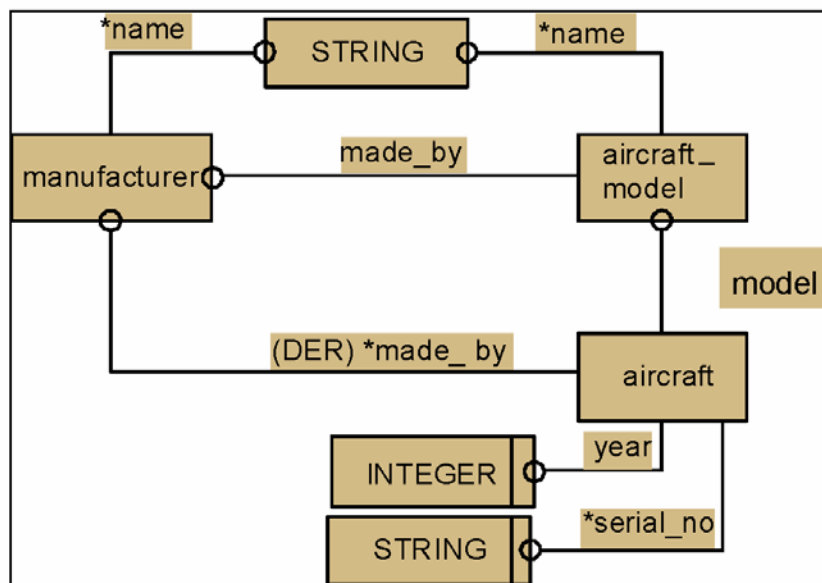 *name
*name
STRING
made_by
manufacturer
aircraft_
model
model
(DER) *made_ by
aircraft
year
INTEGER
*serial_no
STRING